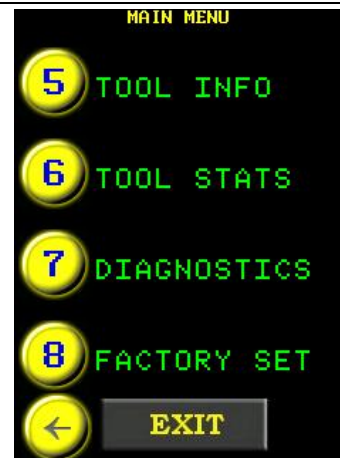 MAIN MENU
5 TOOL INFO
6 TOOL STATS
7 DIAGNOSTICS
8 FACTORY SET
← EXIT